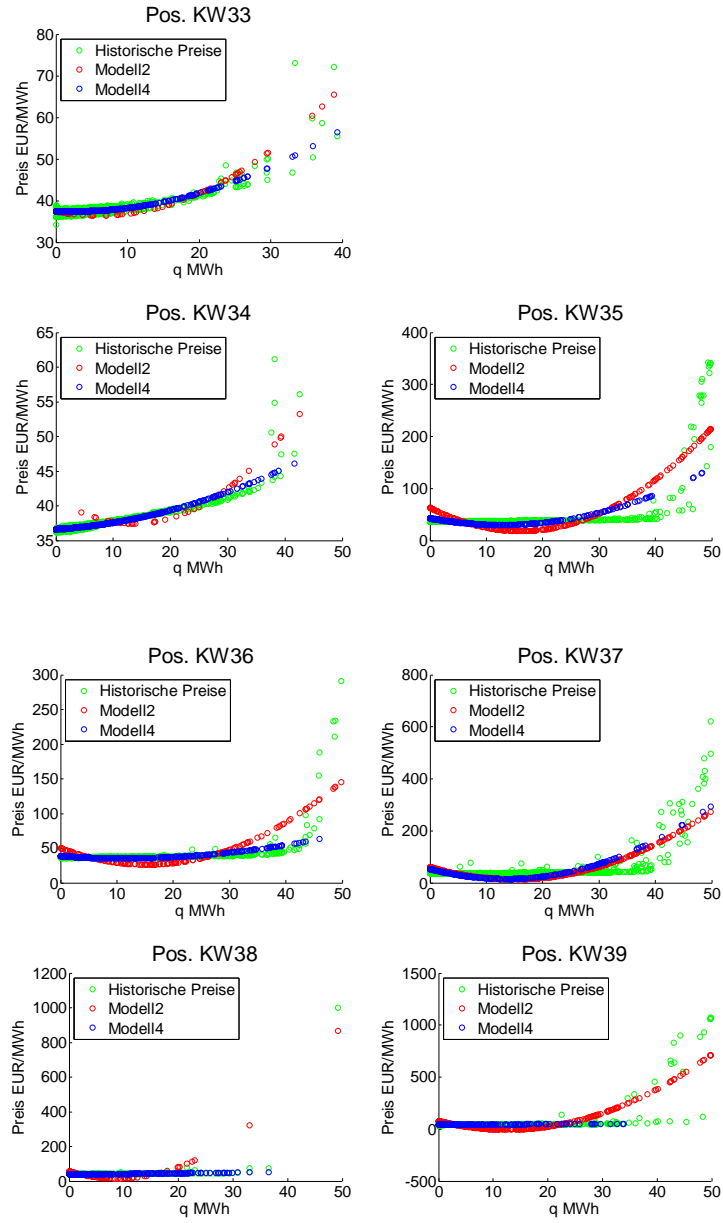 Pos. KW33
80
70
60
50
40
30
0
10
20
30
40
Preis EUR/MWh
q MWh
Historische Preise
Modell2
Modell4
Pos. KW34
65
60
55
50
45
40
35
0
10
20
30
40
50
Preis EUR/MWh
q MWh
Historische Preise
Modell2
Modell4
Pos. KW35
400
300
200
100
0
0
10
20
30
40
50
Preis EUR/MWh
q MWh
Historische Preise
Modell2
Modell4
Pos. KW36
300
250
200
150
100
50
0
0
10
20
30
40
50
Preis EUR/MWh
q MWh
Historische Preise
Modell2
Modell4
Pos. KW37
800
600
400
200
0
0
10
20
30
40
50
Preis EUR/MWh
q MWh
Historische Preise
Modell2
Modell4
Pos. KW38
1200
1000
800
600
400
200
0
0
10
20
30
40
50
Preis EUR/MWh
q MWh
Historische Preise
Modell2
Modell4
Pos. KW39
1500
1000
500
0
-500
0
10
20
30
40
50
Preis EUR/MWh
q MWh
Historische Preise
Modell2
Modell4